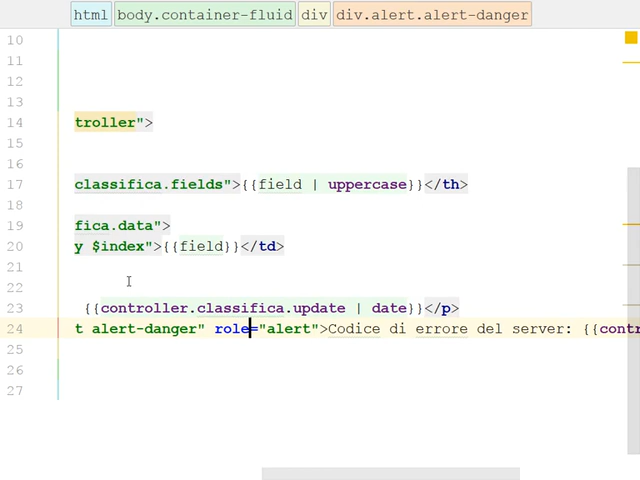 html body.container-fluid div div.alert.alert-danger
10
11
12
13
14 troller">
15
16
17 classifica.fields">{{field | uppercase}}</th>
18
19 fica.data">
20 y $index">{{field}}</td>
21
22
23 {{controller.classifica.update | date}}</p>
24 t alert-danger" role="alert">Codice di errore del server: {{contr
25
26
27